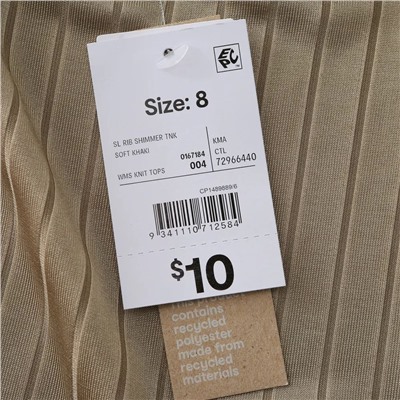 EPC
Size: 8
SL RIB SHIMMER TNK
SOFT KHAKI
KMA
0167184
CTL
WMS KNIT TOPS
004
72966440
CP1489889/6
9 341110 712584
$10
contains
recycled
polyester
made from
recycled
materials